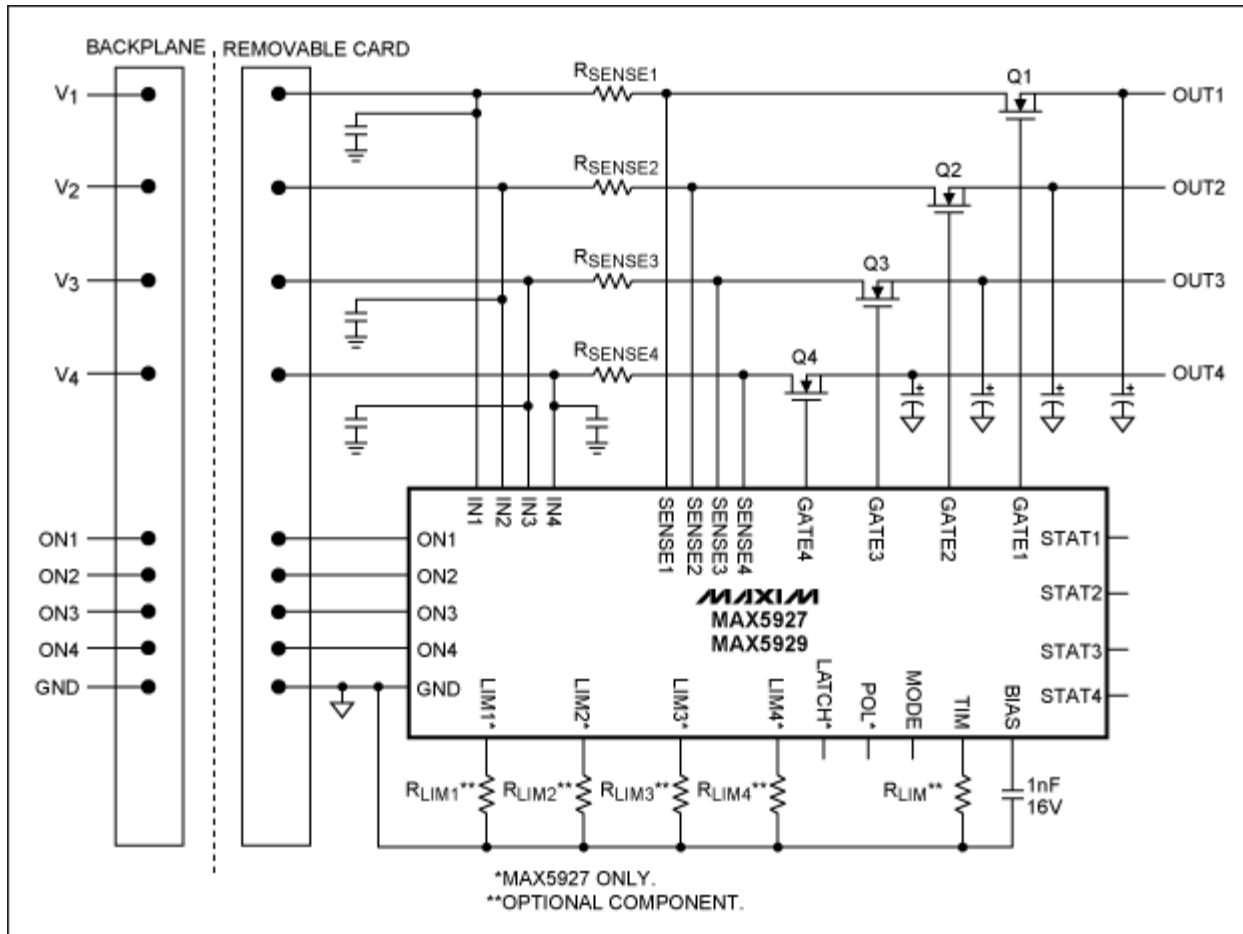 BACKPLANE
REMOVABLE CARD
V1
RSENSE1
Q1
OUT1
V2
RSENSE2
Q2
OUT2
V3
RSENSE3
Q3
OUT3
V4
RSENSE4
Q4
OUT4
+
+
+
+
IN1
IN2
IN3
IN4
SENSE1
SENSE2
SENSE3
SENSE4
GATE4
GATE3
GATE2
GATE1
ON1
ON1
STAT1
ON2
ON2
STAT2
ON3
ON3
MAXIM
MAX5927
MAX5929
ON4
ON4
STAT3
GND
GND
STAT4
LIM1*
LIM2*
LIM3*
LIM4*
LATCH*
POL*
MODE
TIM
BIAS
RLIM1**
RLIM2**
RLIM3**
RLIM4**
RLIM**
1nF
16V
*MAX5927 ONLY.
**OPTIONAL COMPONENT.